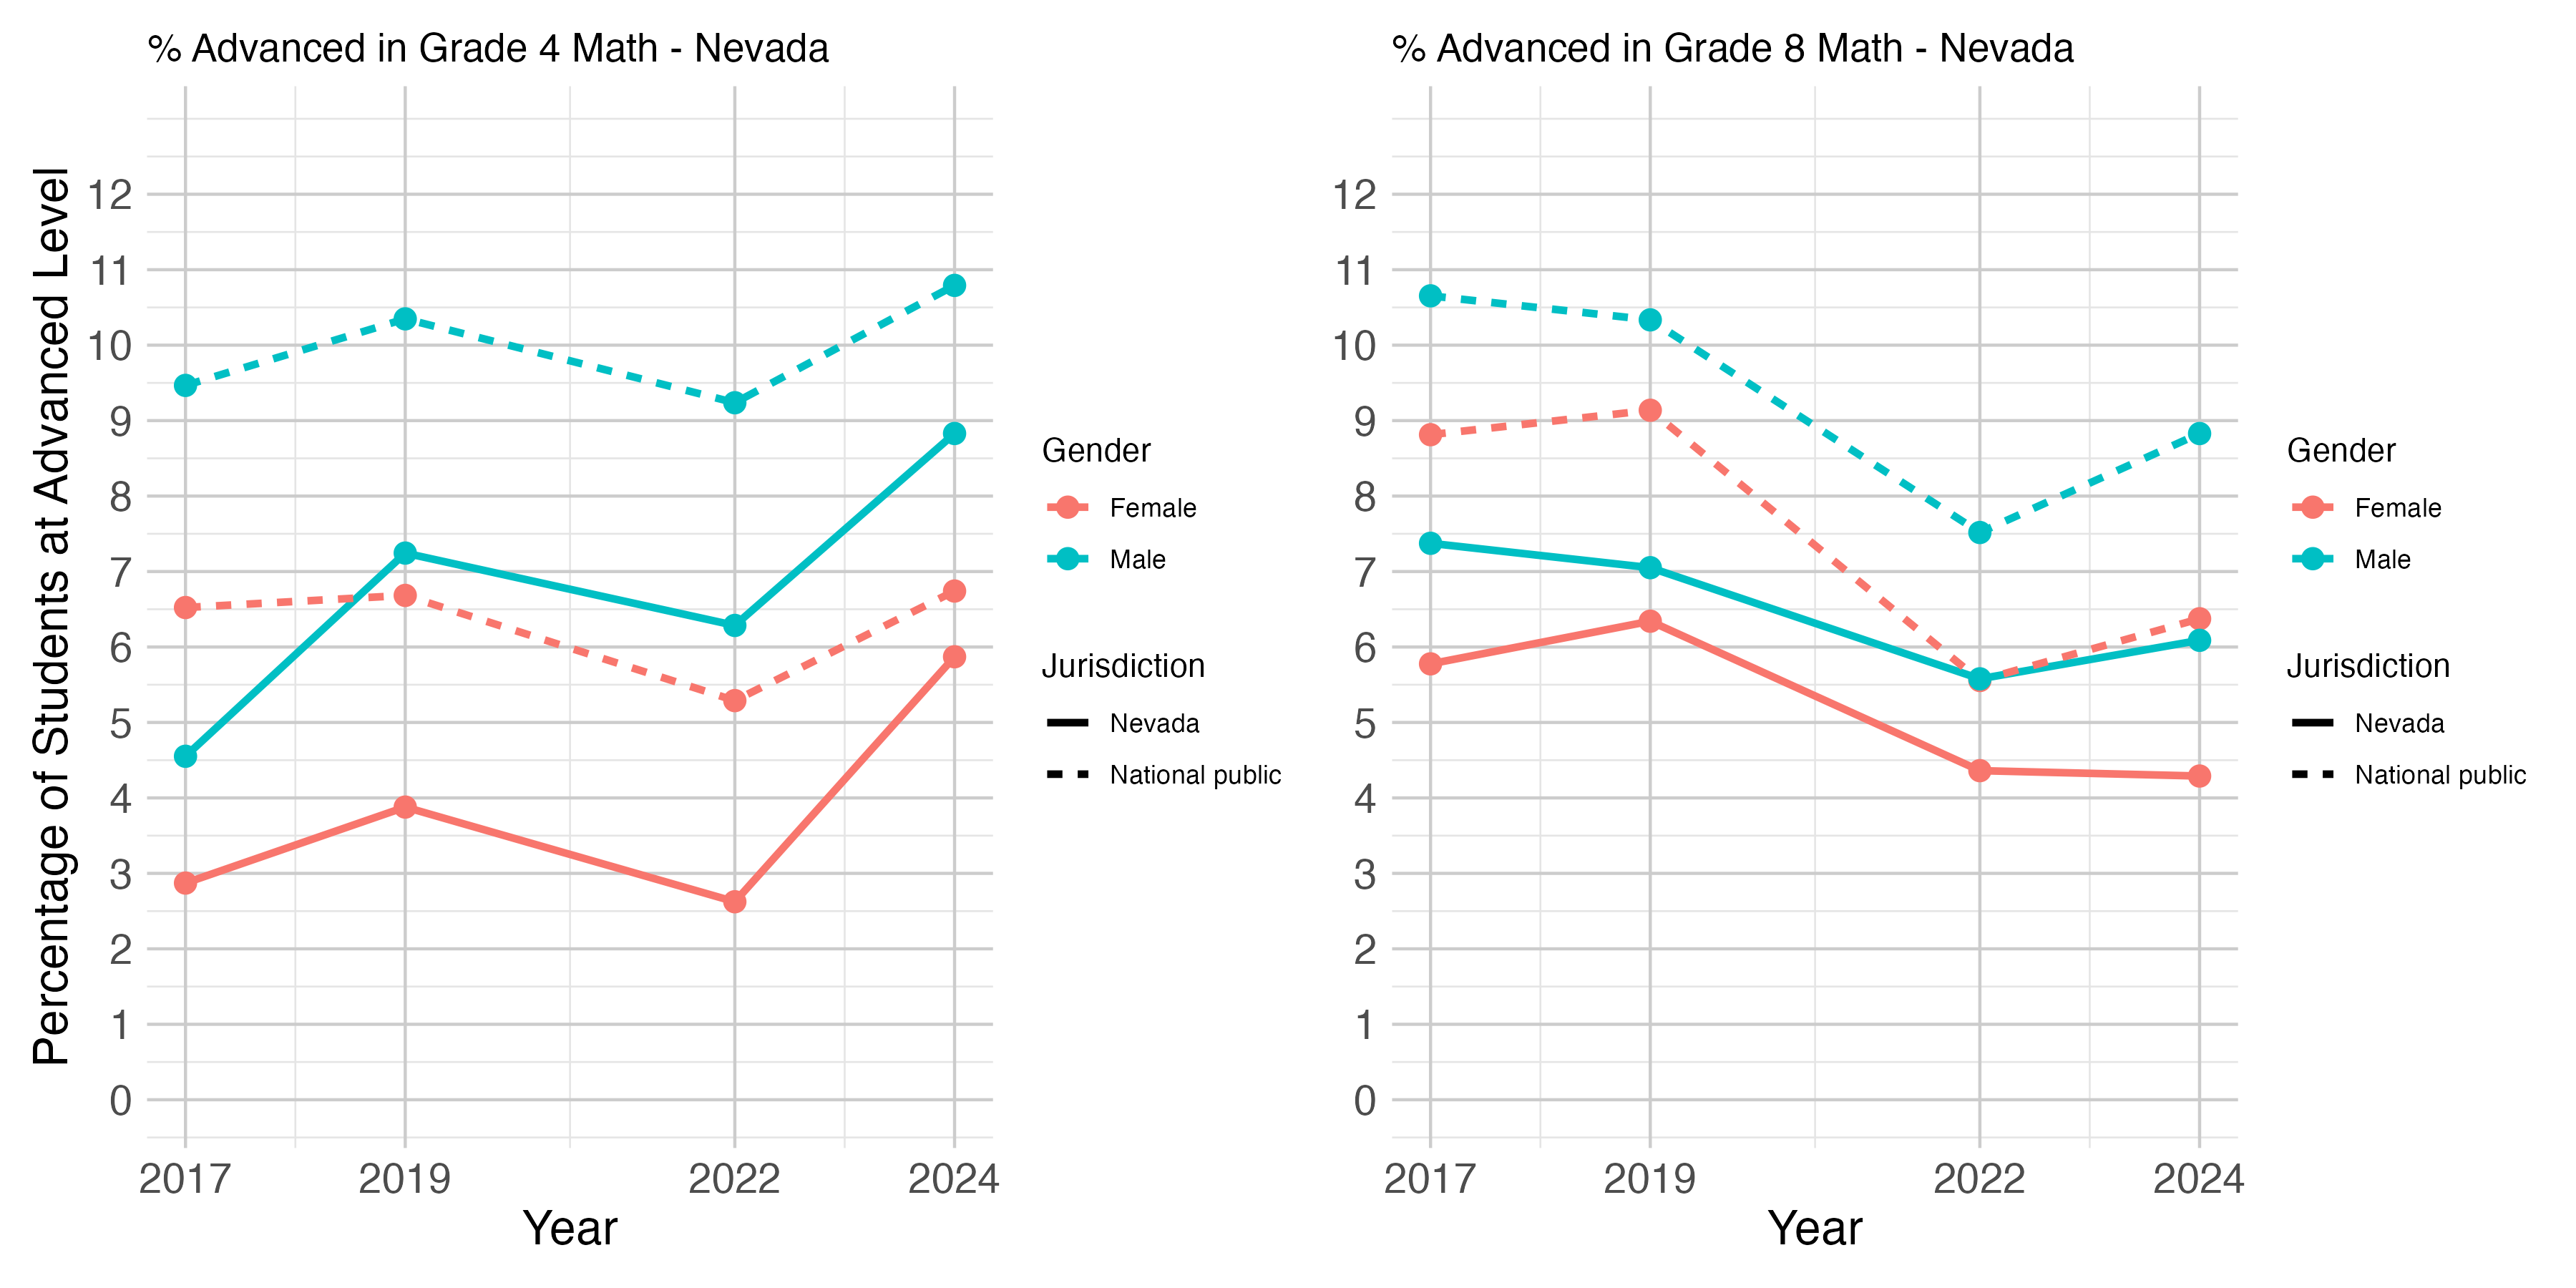 % Advanced in Grade 4 Math - Nevada
Percentage of Students at Advanced Level
12
11
10
9
8
7
6
5
4
3
2
1
0
2017 2019 2022 2024
Year
Gender
Female
Male
Jurisdiction
Nevada
National public
% Advanced in Grade 8 Math - Nevada
12
11
10
9
8
7
6
5
4
3
2
1
0
2017 2019 2022 2024
Year
Gender
Female
Male
Jurisdiction
Nevada
National public